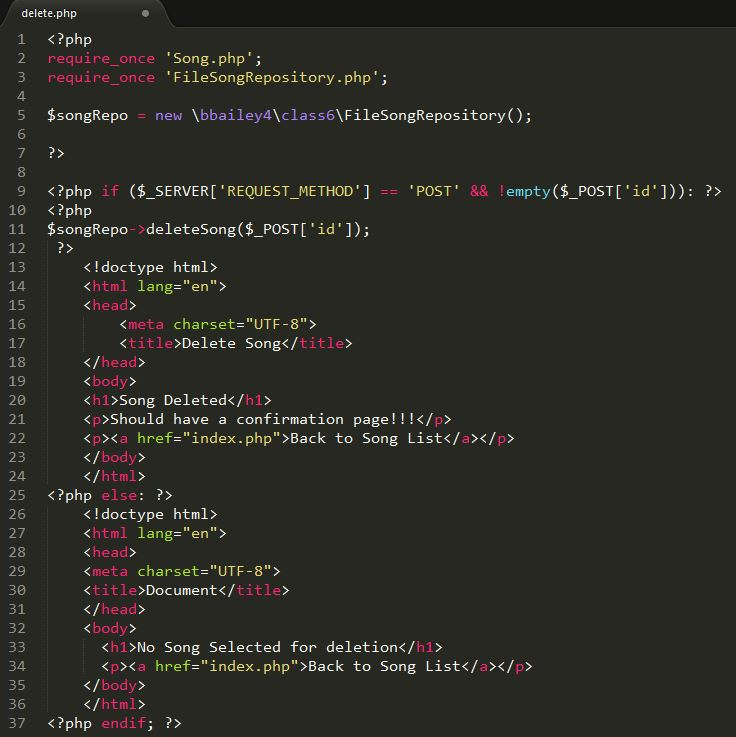 delete.php
1 <?php
2 require_once 'Song.php';
3 require_once 'FileSongRepository.php';
4
5 $songRepo = new \bbailey4\class6\FileSongRepository();
6
7 ?>
8
9 <?php if ($_SERVER['REQUEST_METHOD'] == 'POST' && !empty($_POST['id'])): ?>
10 <?php
11 $songRepo->deleteSong($_POST['id']);
12  ?>
13     <!doctype html>
14     <html lang="en">
15     <head>
16         <meta charset="UTF-8">
17         <title>Delete Song</title>
18     </head>
19     <body>
20     <h1>Song Deleted</h1>
21     <p>Should have a confirmation page!!!</p>
22     <p><a href="index.php">Back to Song List</a></p>
23     </body>
24     </html>
25 <?php else: ?>
26     <!doctype html>
27     <html lang="en">
28     <head>
29     <meta charset="UTF-8">
30     <title>Document</title>
31     </head>
32     <body>
33       <h1>No Song Selected for deletion</h1>
34       <p><a href="index.php">Back to Song List</a></p>
35     </body>
36     </html>
37 <?php endif; ?>